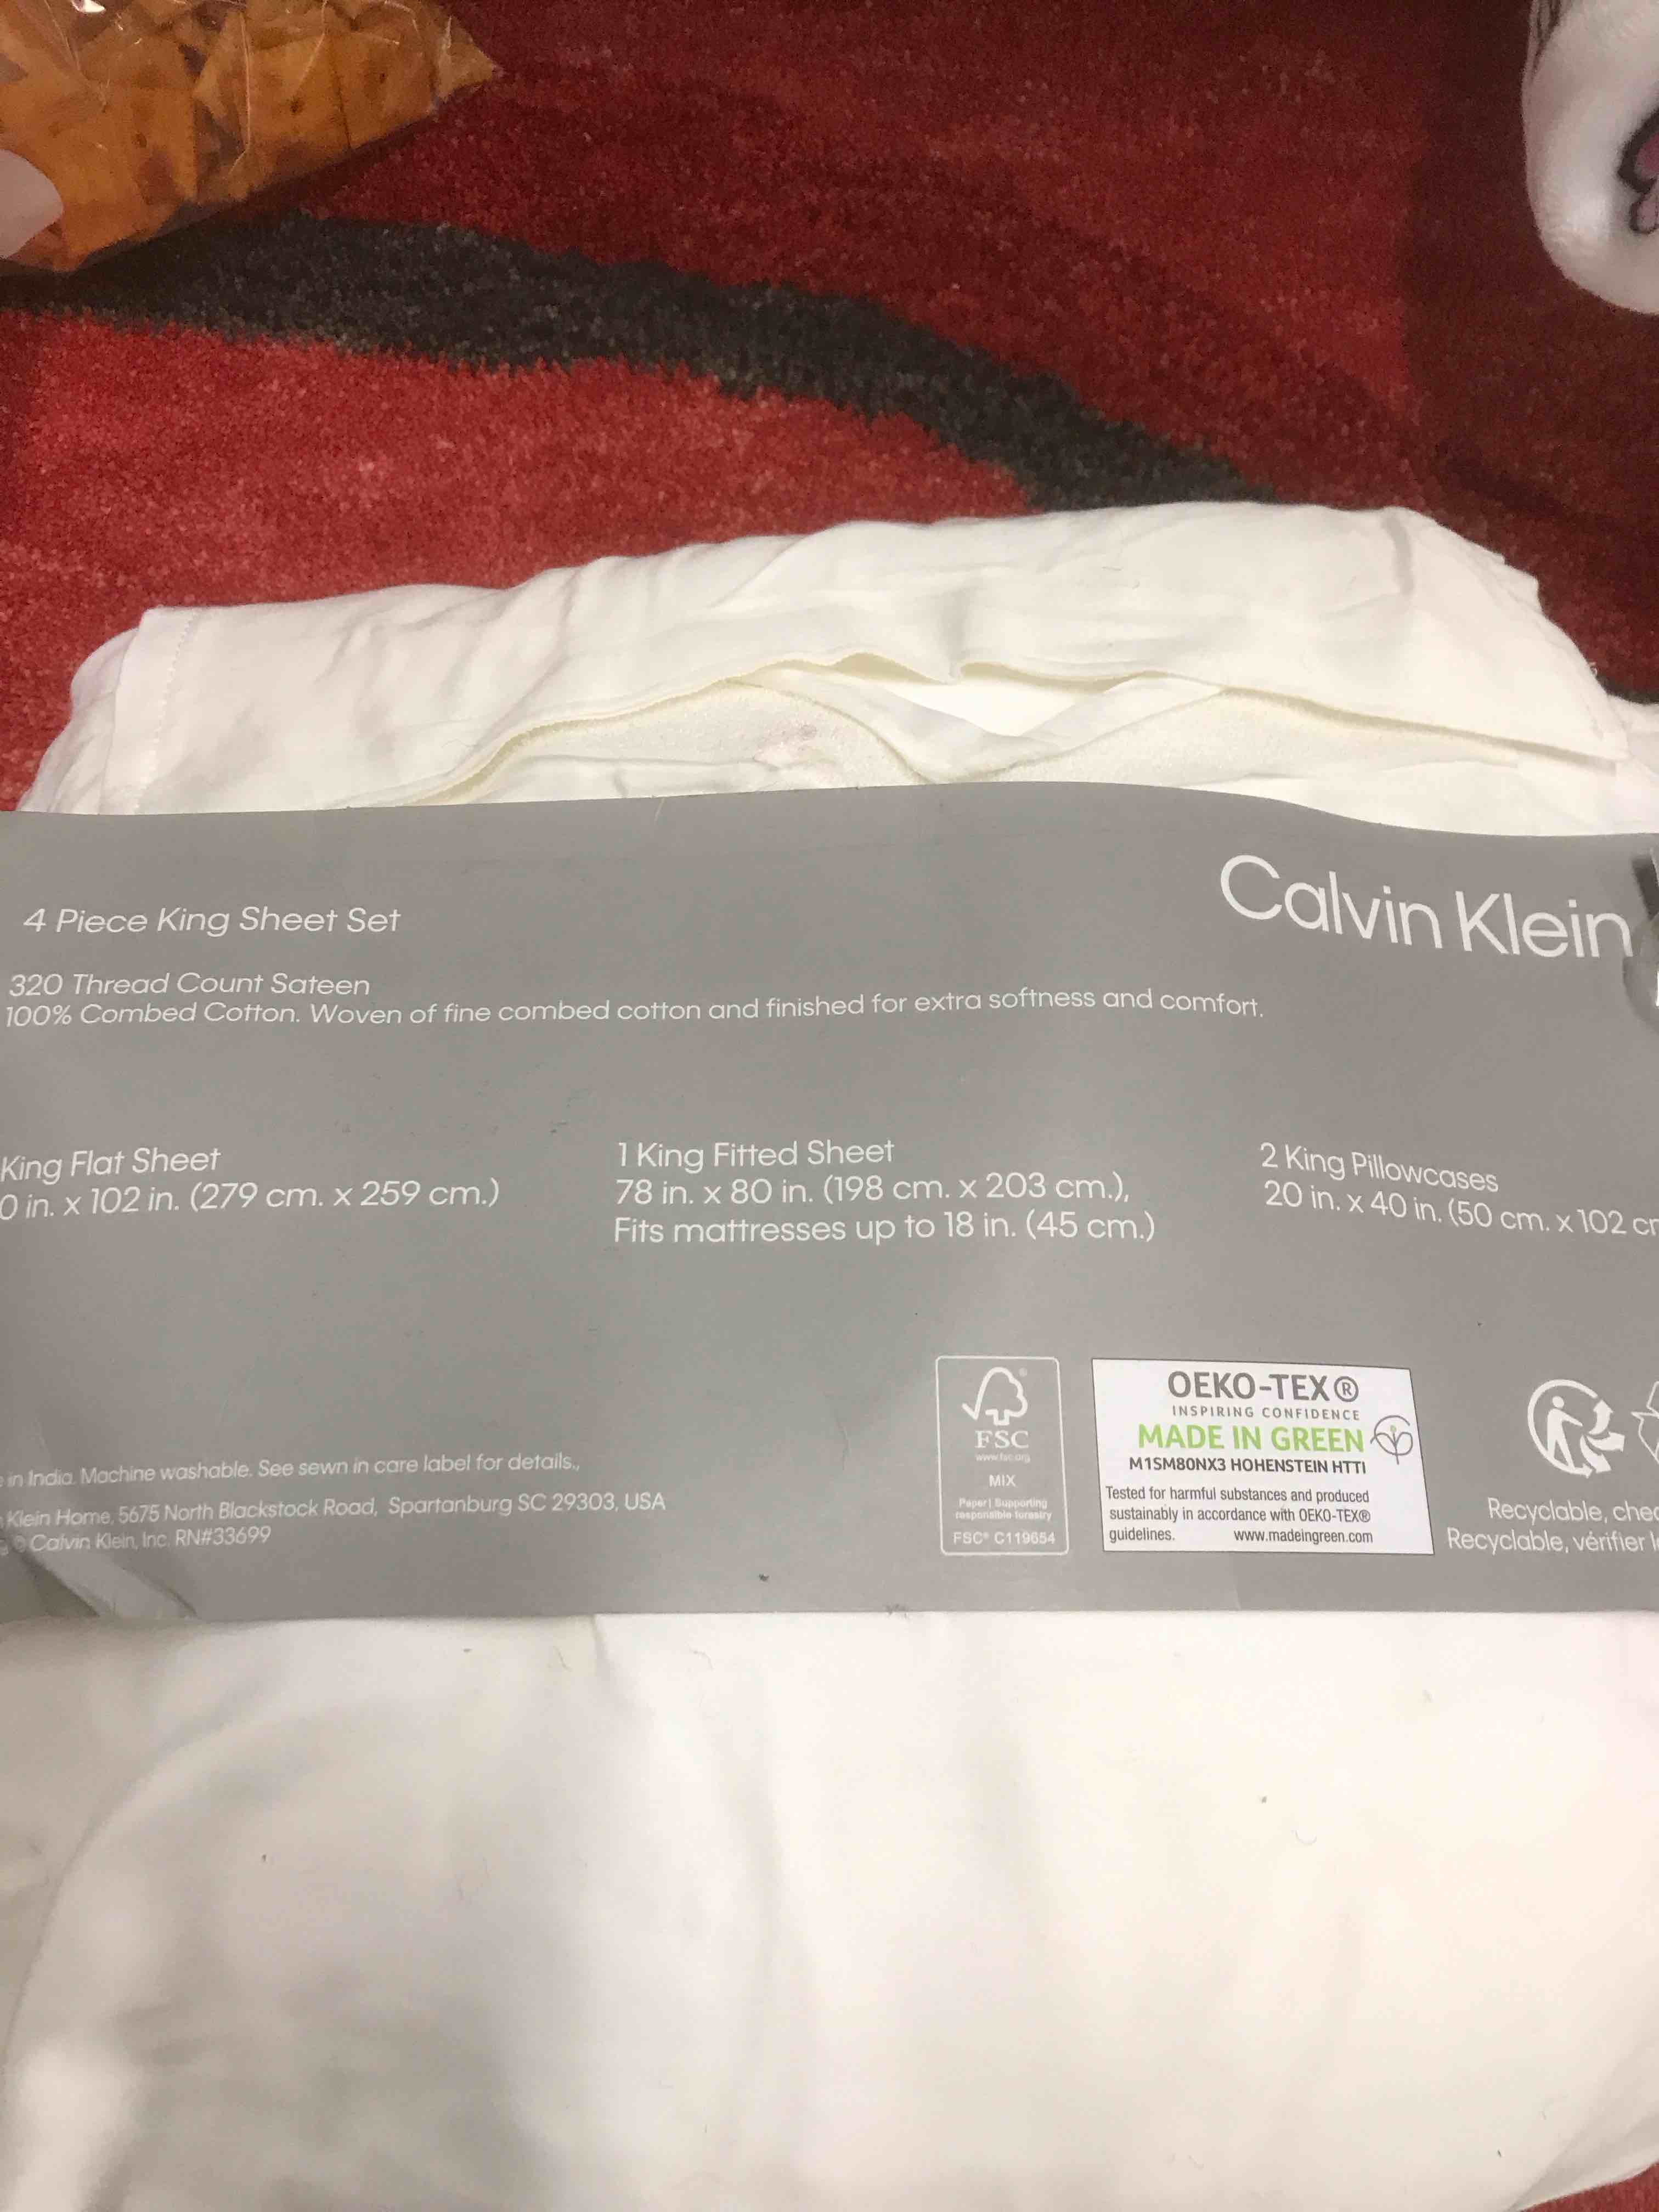 Calvin Klein
4 Piece King Sheet Set
320 Thread Count Sateen
100% Combed Cotton. Woven of fine combed cotton and finished for extra softness and comfort.
King Flat Sheet
0 in. x 102 in. (279 cm. x 259 cm.)
1 King Fitted Sheet
78 in. x 80 in. (198 cm. x 203 cm.),
Fits mattresses up to 18 in. (45 cm.)
2 King Pillowcases
20 in. x 40 in. (50 cm. x 102 cm
in India. Machine washable. See sewn in care label for details.,
Klein Home, 5675 North Blackstock Road, Spartanburg SC 29303, USA
© Calvin Klein, Inc. RN#33699
FSC
www.fsc.org
MIX
Paper | Supporting
responsible forestry
FSC® C119654
OEKO-TEX®
INSPIRING CONFIDENCE
MADE IN GREEN
M1SM80NX3 HOHENSTEIN HTTI
Tested for harmful substances and produced
sustainably in accordance with OEKO-TEX®
guidelines. www.madeingreen.com
Recyclable, chec
Recyclable, vérifier l